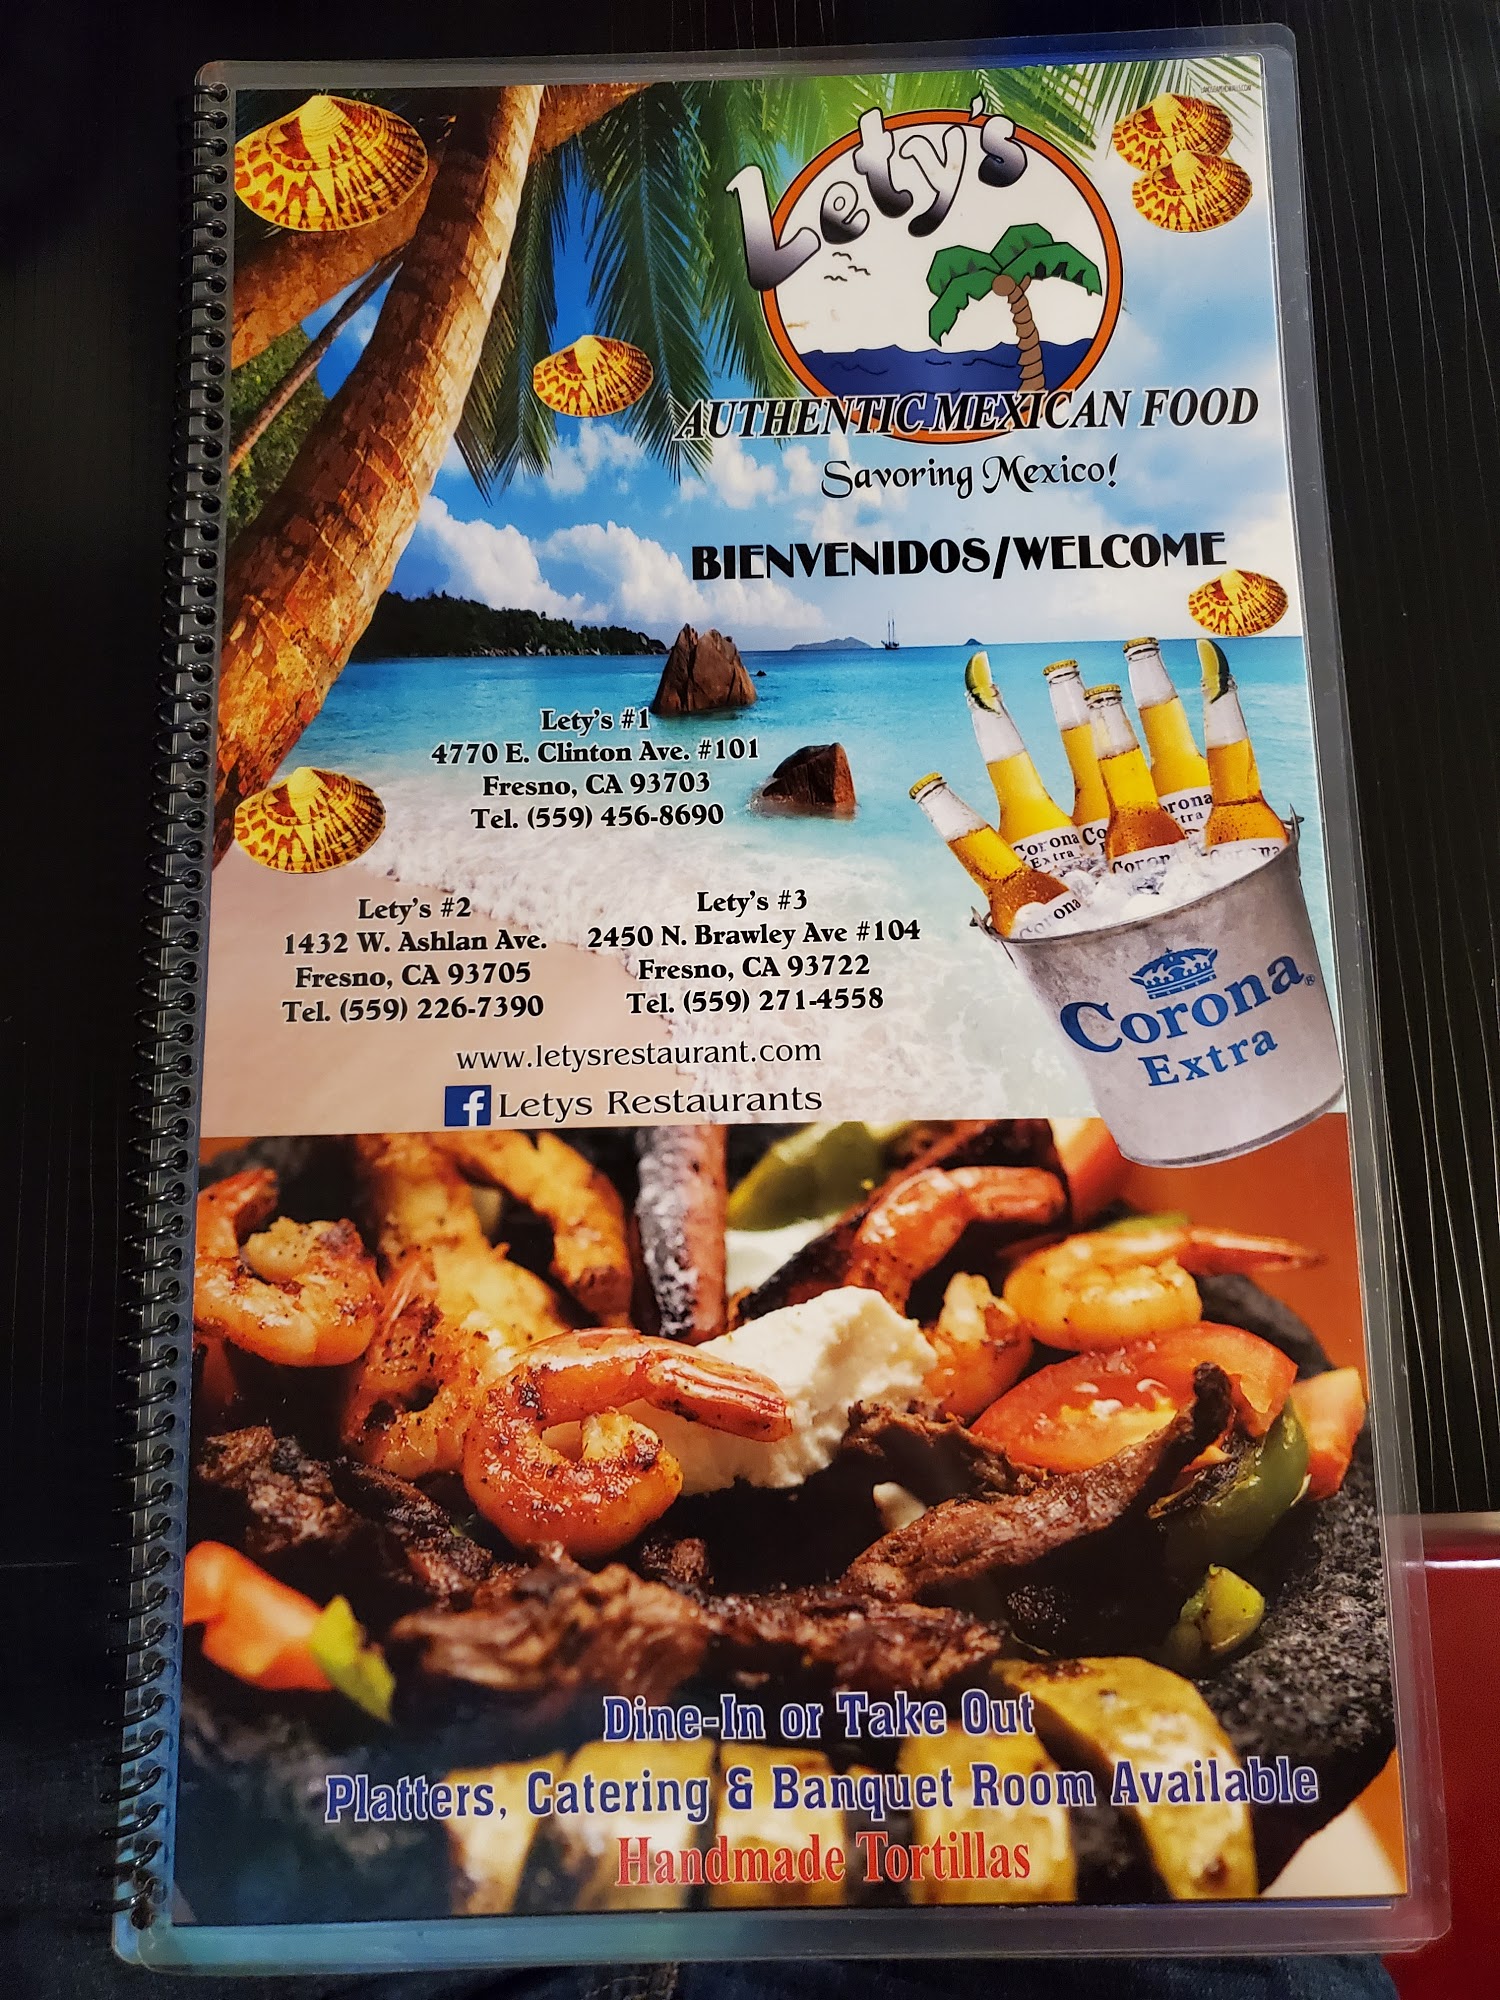 Lety's
AUTHENTIC MEXICAN FOOD
Savoring Mexico!
BIENVENIDOS/WELCOME
Lety's #1
4770 E. Clinton Ave. #101
Fresno, CA 93703
Tel. (559) 456-8690
Lety's #2
1432 W. Ashlan Ave.
Fresno, CA 93705
Tel. (559) 226-7390
Lety's #3
2450 N. Brawley Ave #104
Fresno, CA 93722
Tel. (559) 271-4558
www.letysrestaurant.com
f Letys Restaurants
Corona
Extra
Corona®
Extra
Dine-In or Take Out
Platters, Catering & Banquet Room Available
Handmade Tortillas